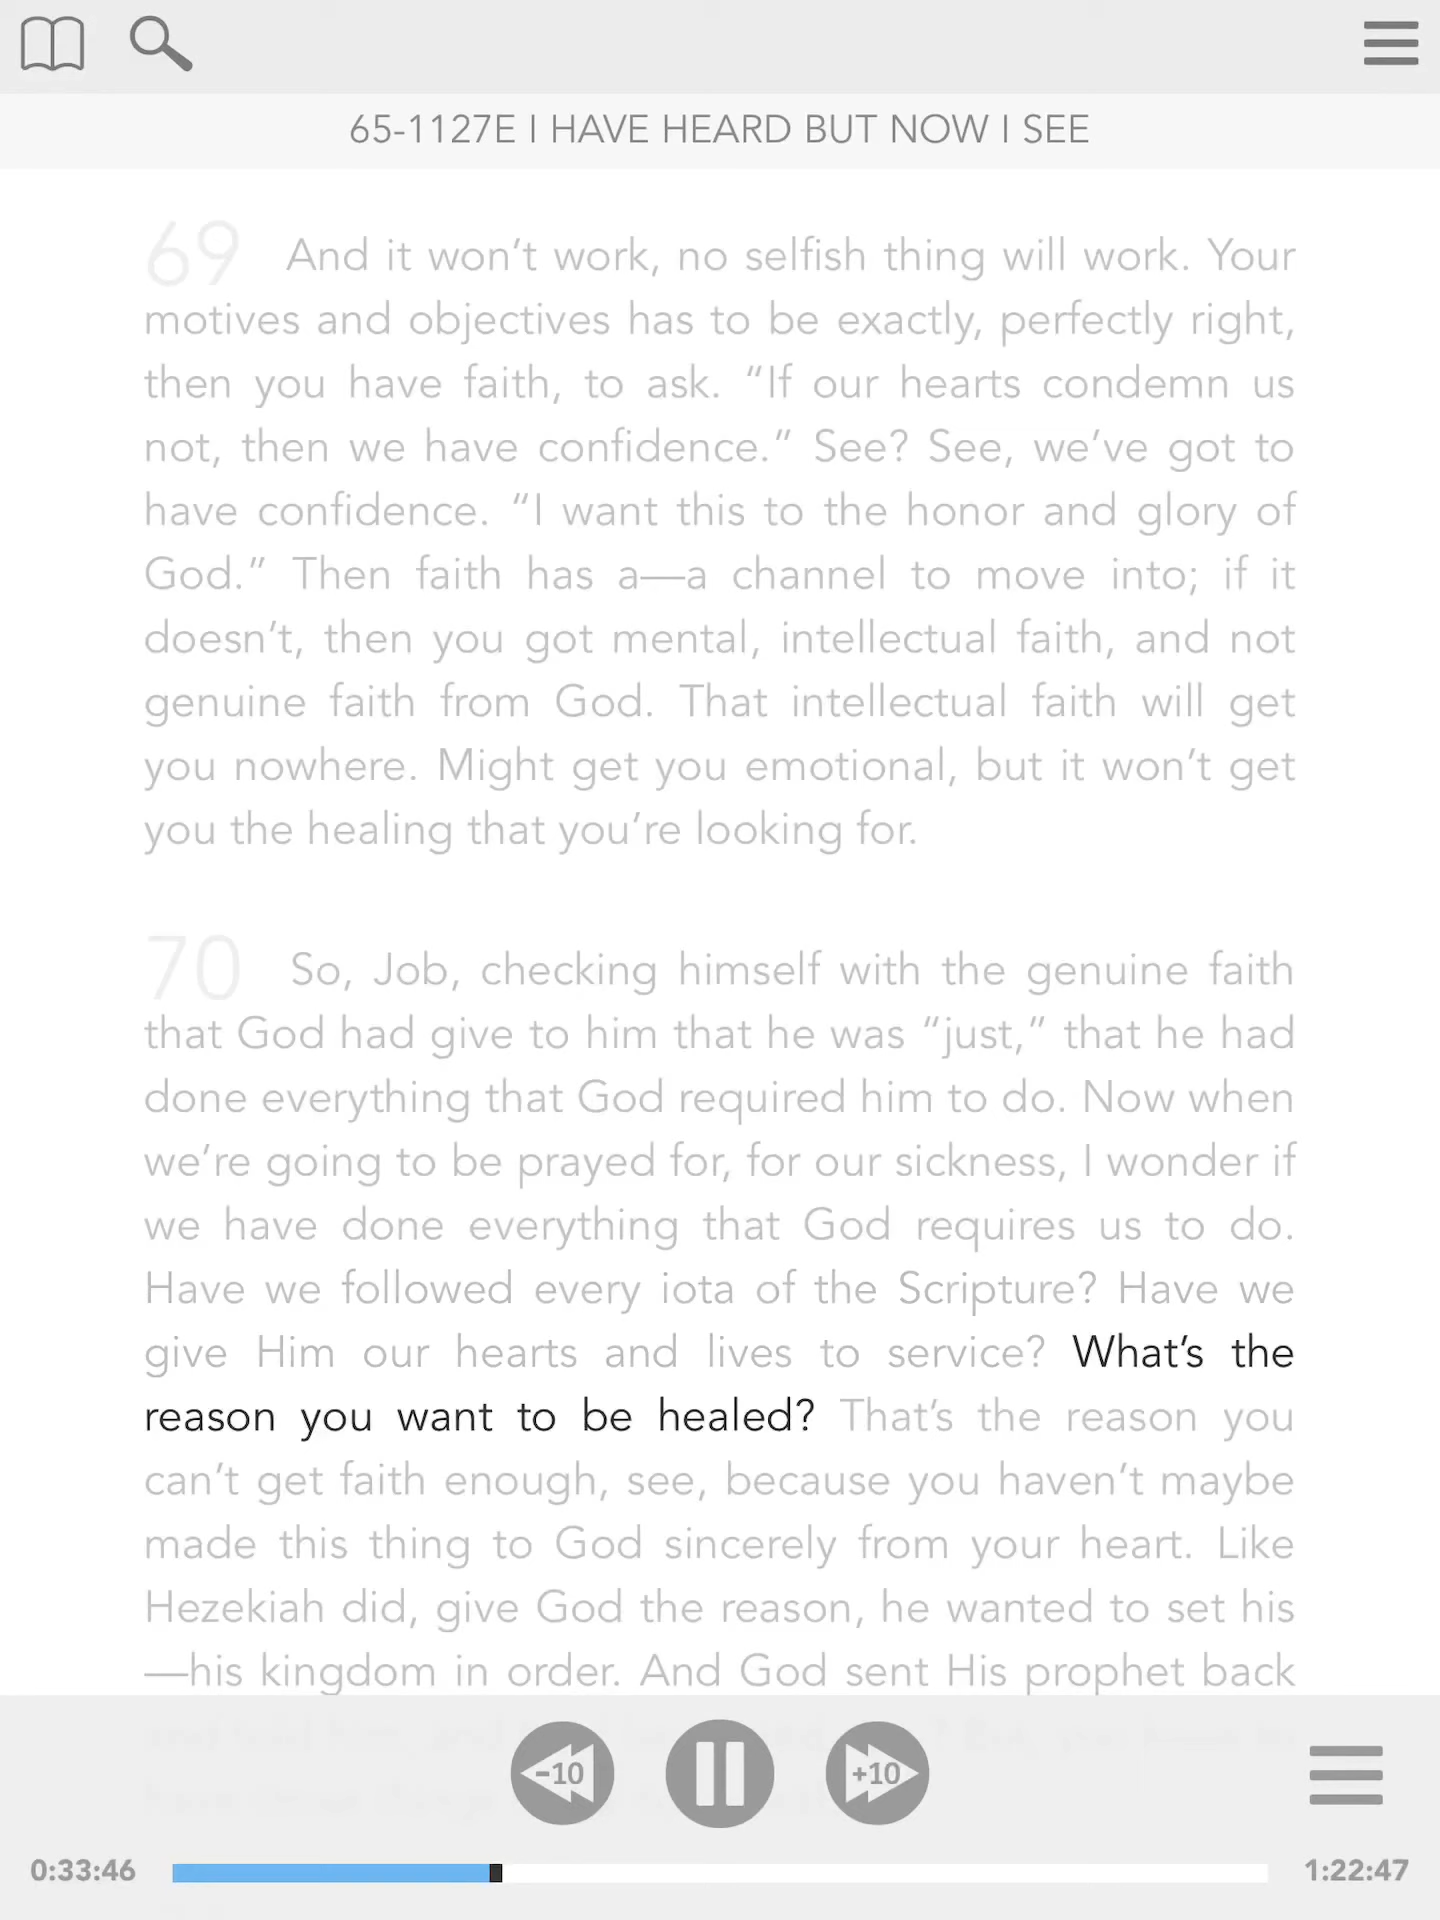 65-1127E I HAVE HEARD BUT NOW I SEE
69 And it won’t work, no selfish thing will work. Your
motives and objectives has to be exactly, perfectly right,
then you have faith, to ask. “If our hearts condemn us
not, then we have confidence.” See? See, we’ve got to
have confidence. “I want this to the honor and glory of
God.” Then faith has a—a channel to move into; if it
doesn’t, then you got mental, intellectual faith, and not
genuine faith from God. That intellectual faith will get
you nowhere. Might get you emotional, but it won’t get
you the healing that you’re looking for.
70 So, Job, checking himself with the genuine faith
that God had give to him that he was “just,” that he had
done everything that God required him to do. Now when
we’re going to be prayed for, for our sickness, I wonder if
we have done everything that God requires us to do.
Have we followed every iota of the Scripture? Have we
give Him our hearts and lives to service? What’s the
reason you want to be healed? That’s the reason you
can’t get faith enough, see, because you haven’t maybe
made this thing to God sincerely from your heart. Like
Hezekiah did, give God the reason, he wanted to set his
—his kingdom in order. And God sent His prophet back
-10 +10
0:33:46 1:22:47